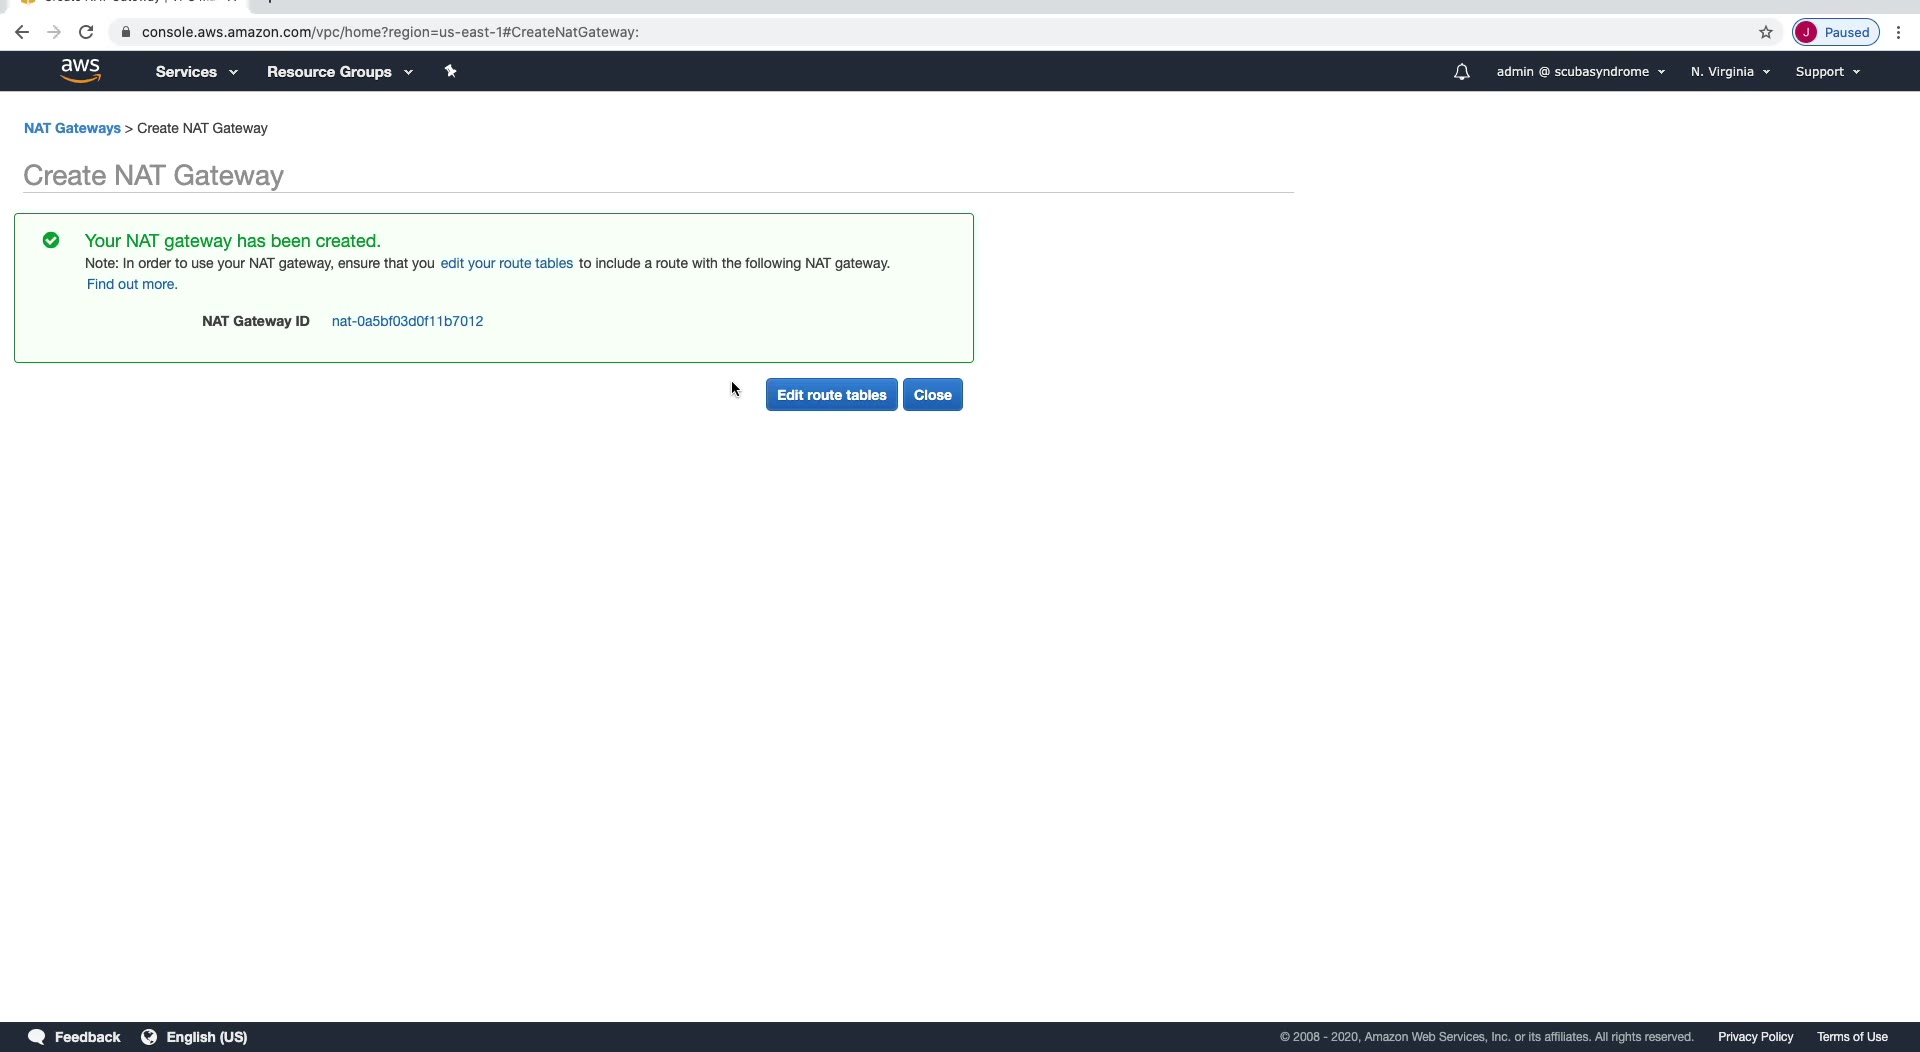 console.aws.amazon.com/vpc/home?region=us-east-1#CreateNatGateway:
J Paused
aws Services Resource Groups admin @ scubasyndrome N. Virginia Support
NAT Gateways > Create NAT Gateway
Create NAT Gateway
Your NAT gateway has been created.
Note: In order to use your NAT gateway, ensure that you edit your route tables to include a route with the following NAT gateway.
Find out more.
NAT Gateway ID nat-0a5bf03d0f11b7012
Edit route tables Close
Feedback English (US) © 2008 - 2020, Amazon Web Services, Inc. or its affiliates. All rights reserved. Privacy Policy Terms of Use